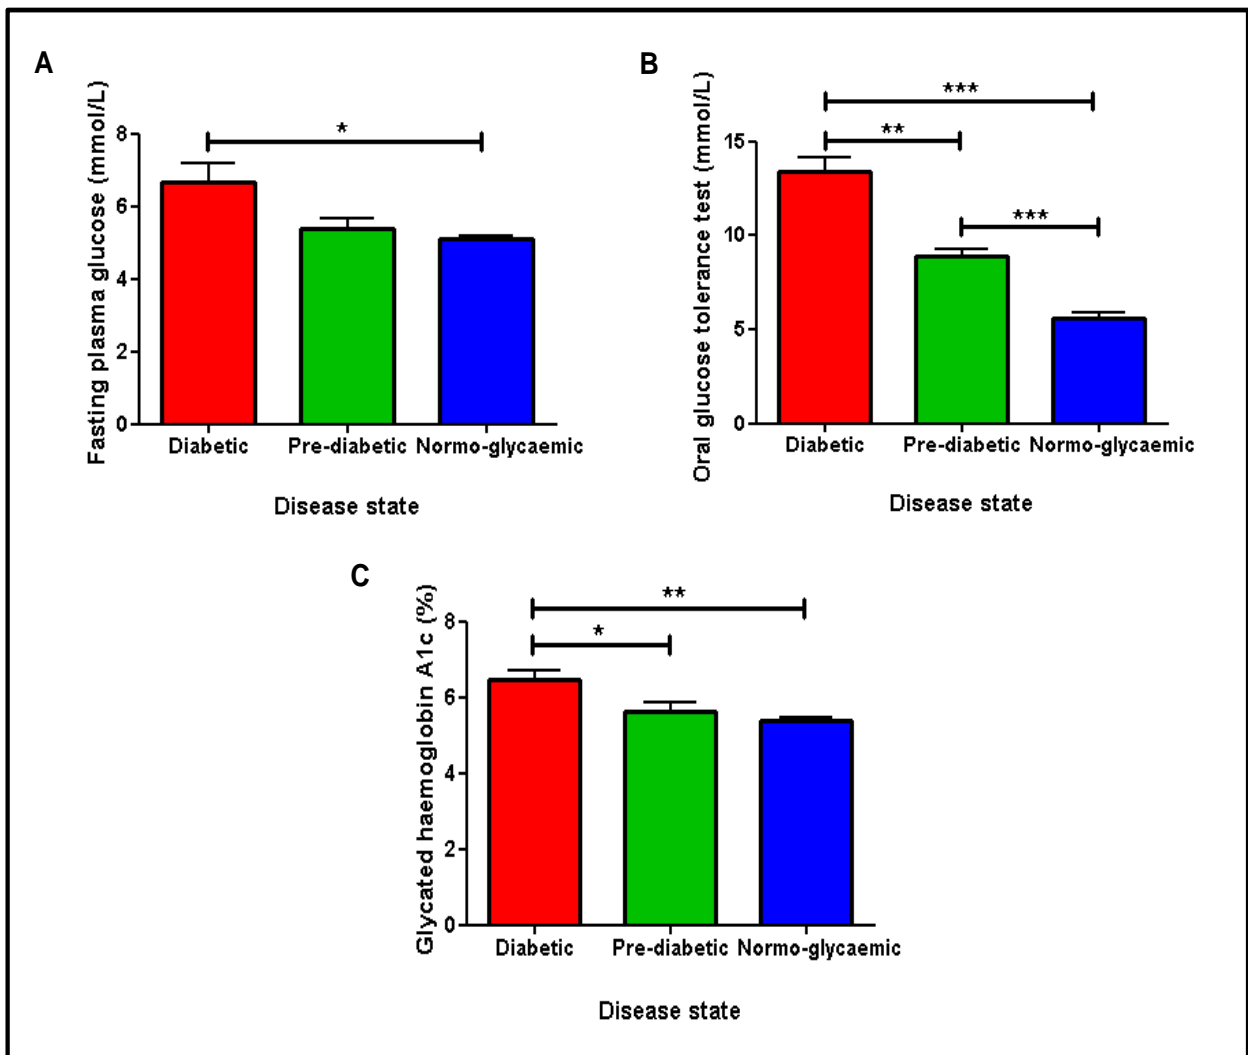 A
Fasting plasma glucose (mmol/L)
8
6
4
2
0
*
Diabetic Pre-diabetic Normo-glycaemic
Disease state
B
Oral glucose tolerance test (mmol/L)
15
10
5
0
***
**
***
Diabetic Pre-diabetic Normo-glycaemic
Disease state
C
Glycated haemoglobin A1c (%)
8
6
4
2
0
**
*
Diabetic Pre-diabetic Normo-glycaemic
Disease state